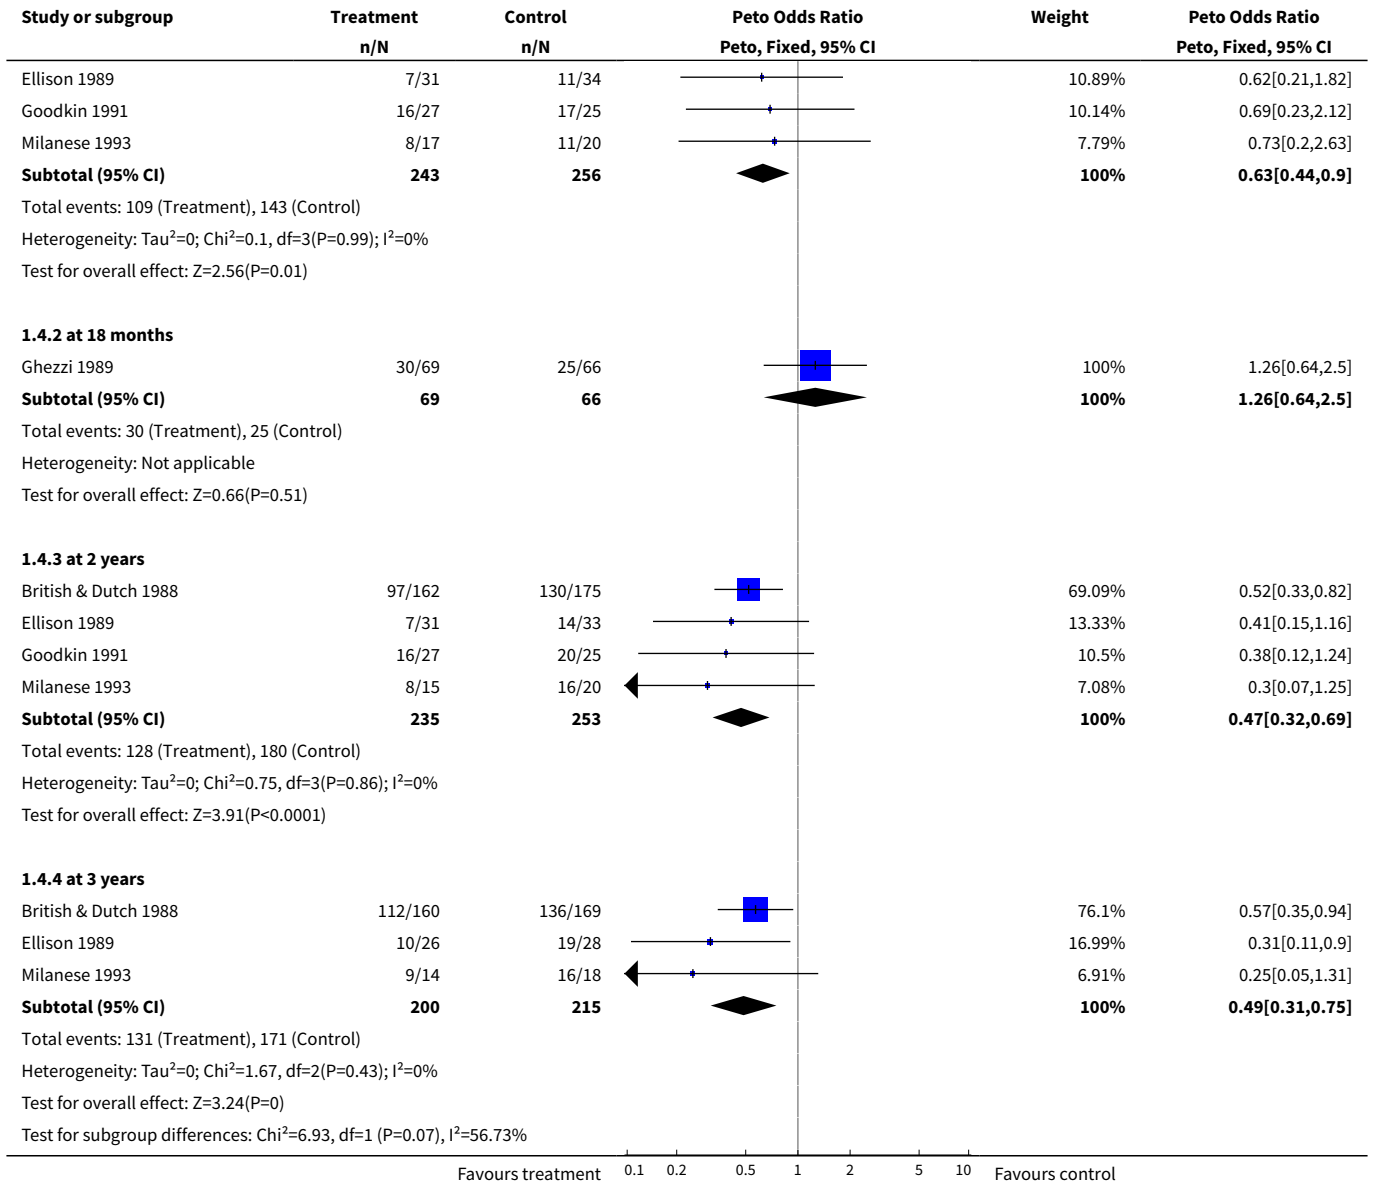 Study or subgroup Treatment Control Peto Odds Ratio Weight Peto Odds Ratio
n/N n/N Peto, Fixed, 95% CI Peto, Fixed, 95% CI
Ellison 1989 7/31 11/34 10.89% 0.62[0.21,1.82]
Goodkin 1991 16/27 17/25 10.14% 0.69[0.23,2.12]
Milanese 1993 8/17 11/20 7.79% 0.73[0.2,2.63]
Subtotal (95% CI) 243 256 100% 0.63[0.44,0.9]
Total events: 109 (Treatment), 143 (Control)
Heterogeneity: Tau²=0; Chi²=0.1, df=3(P=0.99); I²=0%
Test for overall effect: Z=2.56(P=0.01)
1.4.2 at 18 months
Ghezzi 1989 30/69 25/66 100% 1.26[0.64,2.5]
Subtotal (95% CI) 69 66 100% 1.26[0.64,2.5]
Total events: 30 (Treatment), 25 (Control)
Heterogeneity: Not applicable
Test for overall effect: Z=0.66(P=0.51)
1.4.3 at 2 years
British & Dutch 1988 97/162 130/175 69.09% 0.52[0.33,0.82]
Ellison 1989 7/31 14/33 13.33% 0.41[0.15,1.16]
Goodkin 1991 16/27 20/25 10.5% 0.38[0.12,1.24]
Milanese 1993 8/15 16/20 7.08% 0.3[0.07,1.25]
Subtotal (95% CI) 235 253 100% 0.47[0.32,0.69]
Total events: 128 (Treatment), 180 (Control)
Heterogeneity: Tau²=0; Chi²=0.75, df=3(P=0.86); I²=0%
Test for overall effect: Z=3.91(P<0.0001)
1.4.4 at 3 years
British & Dutch 1988 112/160 136/169 76.1% 0.57[0.35,0.94]
Ellison 1989 10/26 19/28 16.99% 0.31[0.11,0.9]
Milanese 1993 9/14 16/18 6.91% 0.25[0.05,1.31]
Subtotal (95% CI) 200 215 100% 0.49[0.31,0.75]
Total events: 131 (Treatment), 171 (Control)
Heterogeneity: Tau²=0; Chi²=1.67, df=2(P=0.43); I²=0%
Test for overall effect: Z=3.24(P=0)
Test for subgroup differences: Chi²=6.93, df=1 (P=0.07), I²=56.73%
Favours treatment 0.1 0.2 0.5 1 2 5 10 Favours control